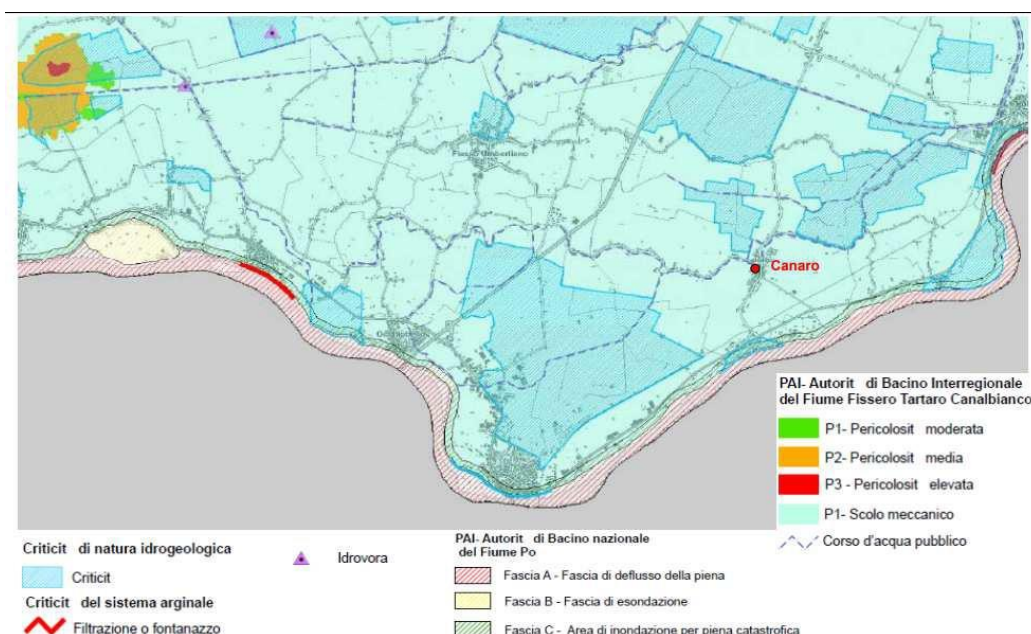 Canaro
PAI-Autorit di Bacino Interregionale
del Fiume Fissero Tartaro Canalbianco
P1- Pericolosit moderata
P2- Pericolosit media
P3 - Pericolosit elevata
P1- Scolo meccanico
Corso d'acqua pubblico
Criticit di natura idrogeologica
Criticit
Criticit del sistema arginale
Filtrazione o fontanazzo
Idrovora
PAI- Autorit di Bacino nazionale
del Fiume Po
Fascia A - Fascia di deflusso della piena
Fascia B - Fascia di esondazione
Fascia C - Area di inondazione per piena catastrofica